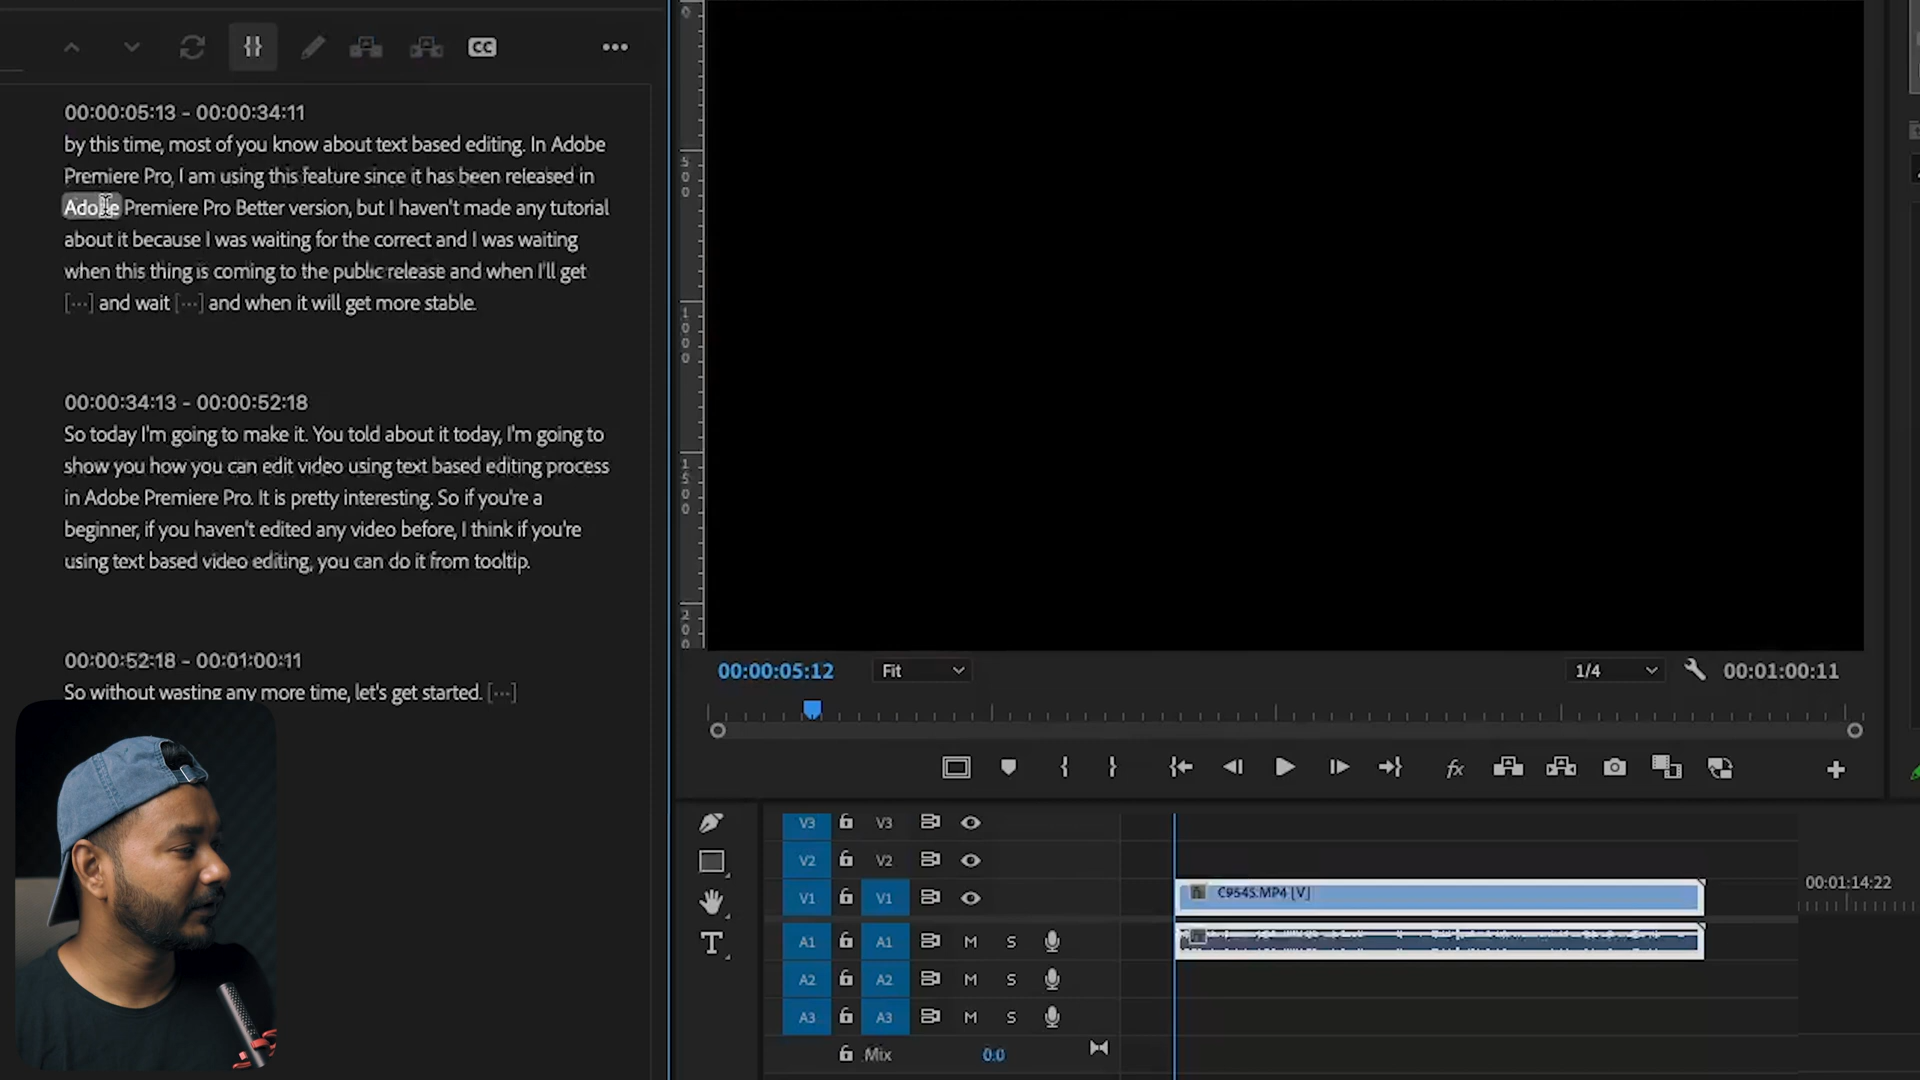 CC
00:00:05:13 - 00:00:34:11
by this time, most of you know about text based editing. In Adobe
Premiere Pro, I am using this feature since it has been released in
Adobe Premiere Pro Better version, but I haven't made any tutorial
about it because I was waiting for the correct and I was waiting
when this thing is coming to the public release and when I'll get
[...] and wait [...] and when it will get more stable.
00:00:34:13 - 00:00:52:18
So today I'm going to make it. You told about it today, I'm going to
show you how you can edit video using text based editing process
in Adobe Premiere Pro. It is pretty interesting. So if you're a
beginner, if you haven't edited any video before, I think if you're
using text based video editing, you can do it from tooltip.
00:00:52:18 - 00:01:00:11
So without wasting any more time, let's get started. [...]
0
500
1000
1500
200
00:00:05:12 Fit 1/4 00:01:00:11
fx
V3 V3
V2 V2
V1 V1 C9545.MP4 [V]
00:01:14:22
A1 A1 M S
A2 A2 M S
A3 A3 M S
Mix 0.0
T